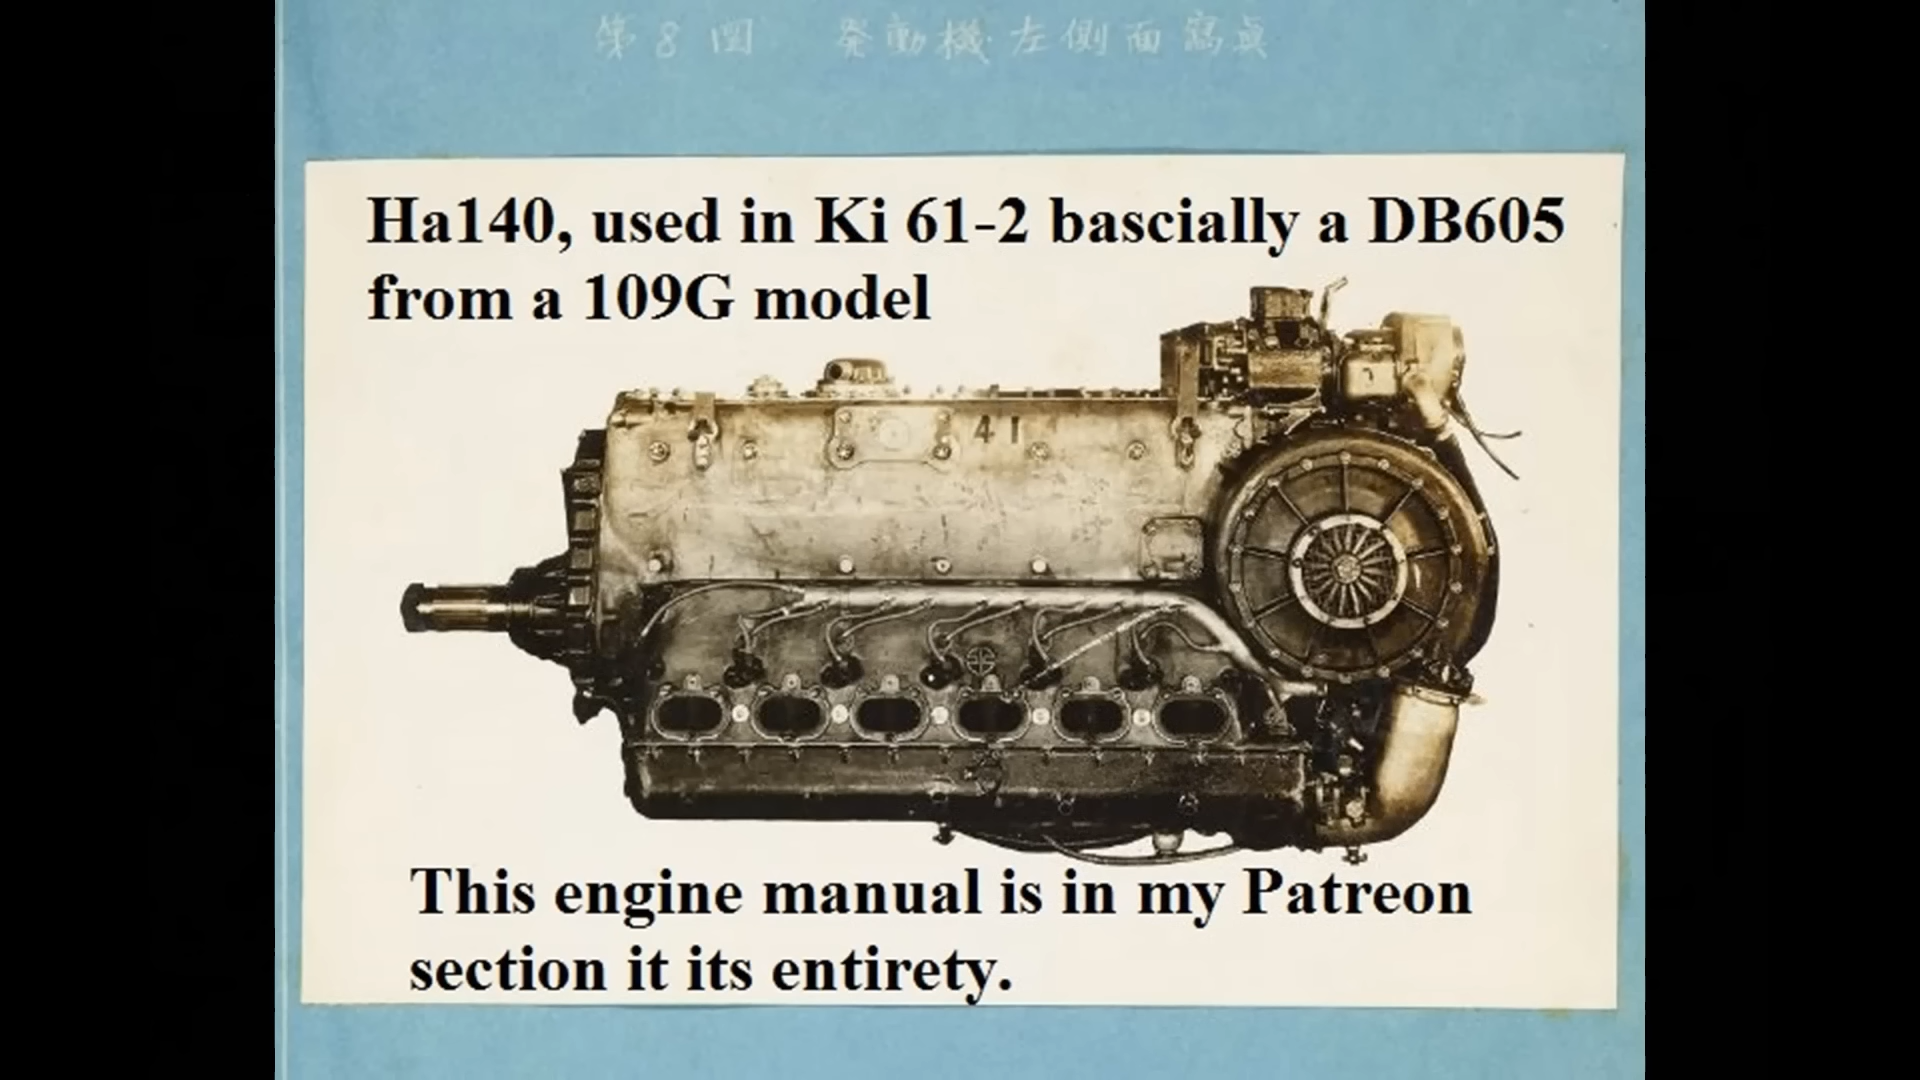 第8図 発動機左側面寫眞
Ha140, used in Ki 61-2 bascially a DB605
from a 109G model
41
This engine manual is in my Patreon
section it its entirety.